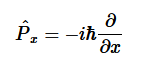 P̂ₓ = −iħ ∂/∂x